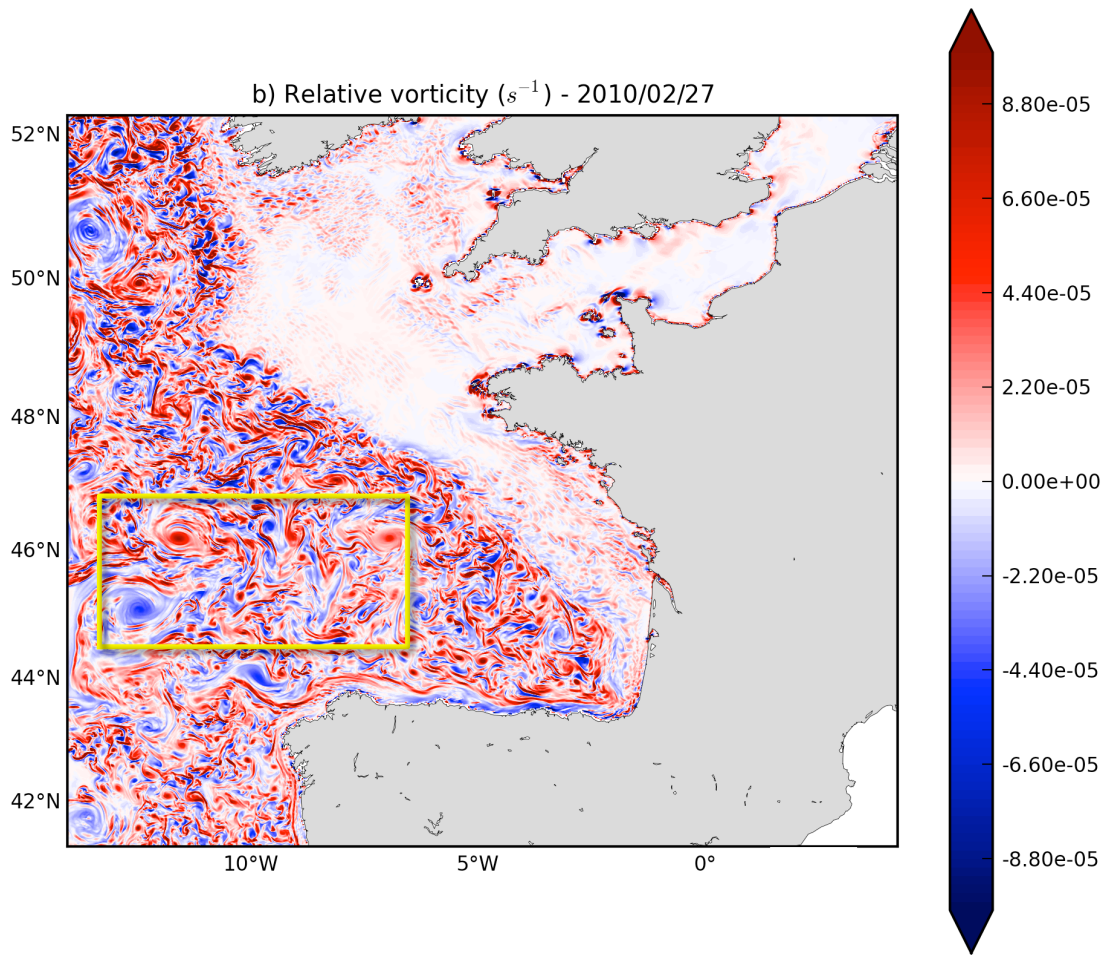 b) Relative vorticity (s⁻¹) - 2010/02/27
52°N
50°N
48°N
46°N
44°N
42°N
10°W 5°W 0°
8.80e-05
6.60e-05
4.40e-05
2.20e-05
0.00e+00
-2.20e-05
-4.40e-05
-6.60e-05
-8.80e-05